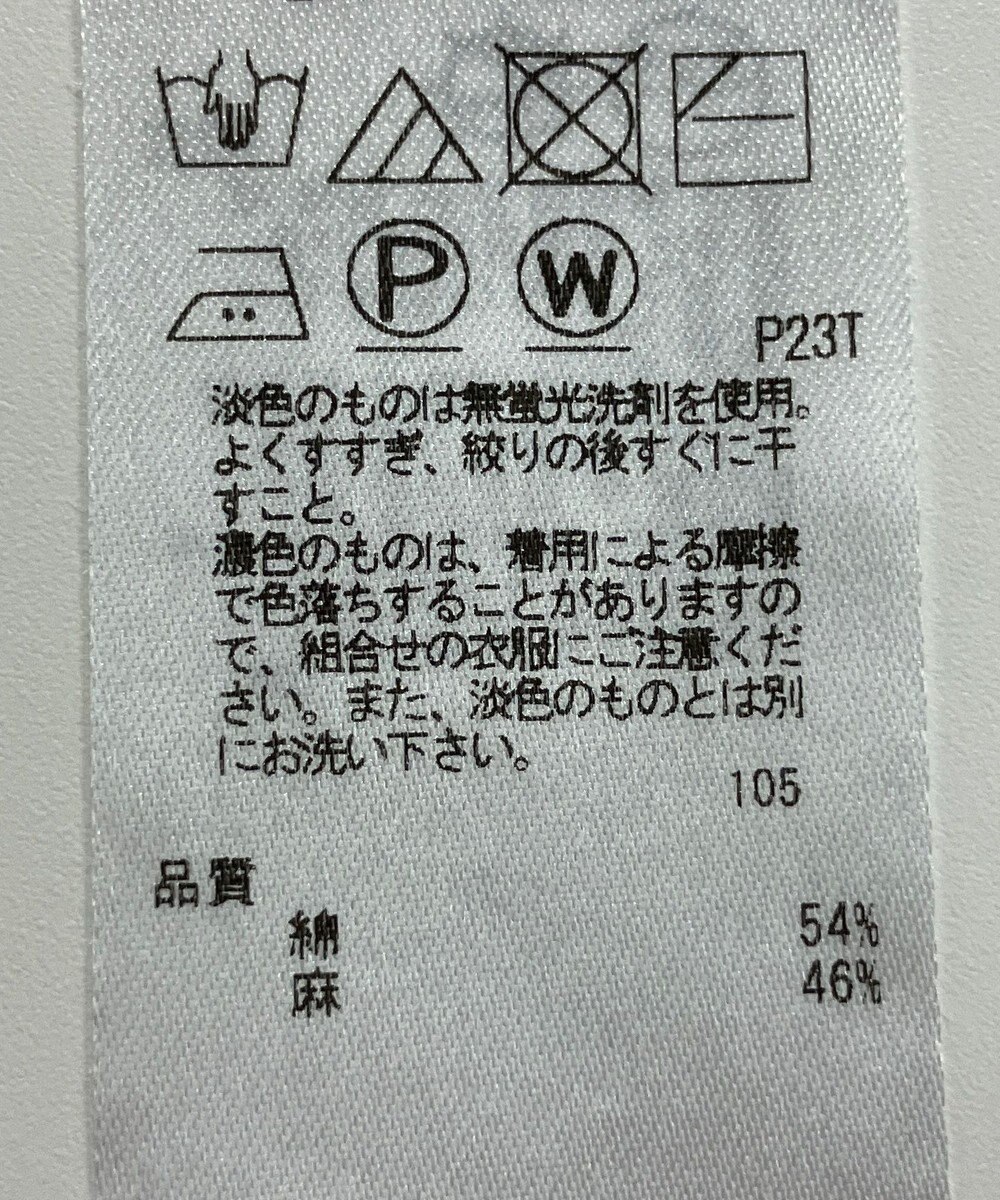 P W
P23T
淡色のものは無蛍光洗剤を使用。
よくすすぎ、絞りの後すぐに干
すこと。
濃色のものは、着用による摩擦
で色落ちすることがありますの
で、組合せの衣服にご注意くだ
さい。また、淡色のものとは別
にお洗い下さい。
105
品質
綿 54%
麻 46%